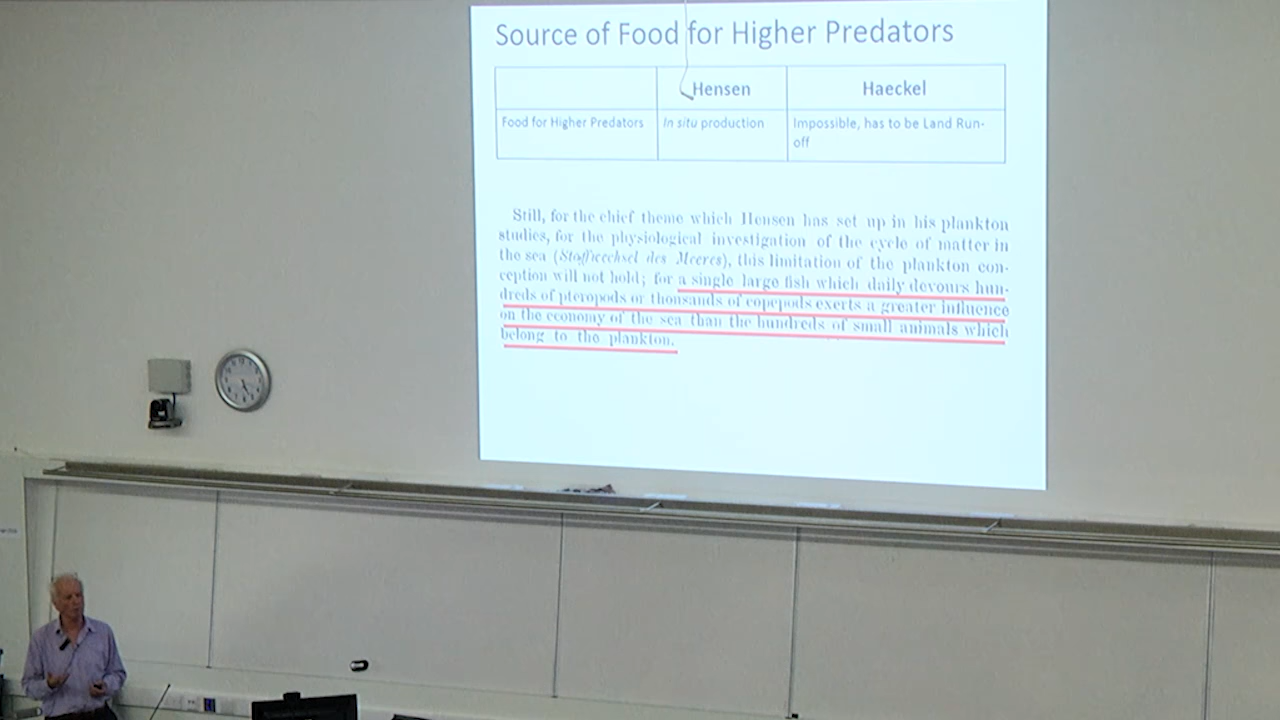 Source of Food for Higher Predators
Hensen Haeckel
Food for Higher Predators In situ production Impossible, has to be Land Run-
off
Still, for the chief theme which Hensen has set up in his plankton
studies, for the physiological investigation of the cycle of matter in
the sea (Stoffwechsel des Meeres), this limitation of the plankton con-
ception will not hold; for a single large fish which daily devours hun-
dreds of pteropods or thousands of copepods exerts a greater influence
on the economy of the sea than the hundreds of small animals which
belong to the plankton.